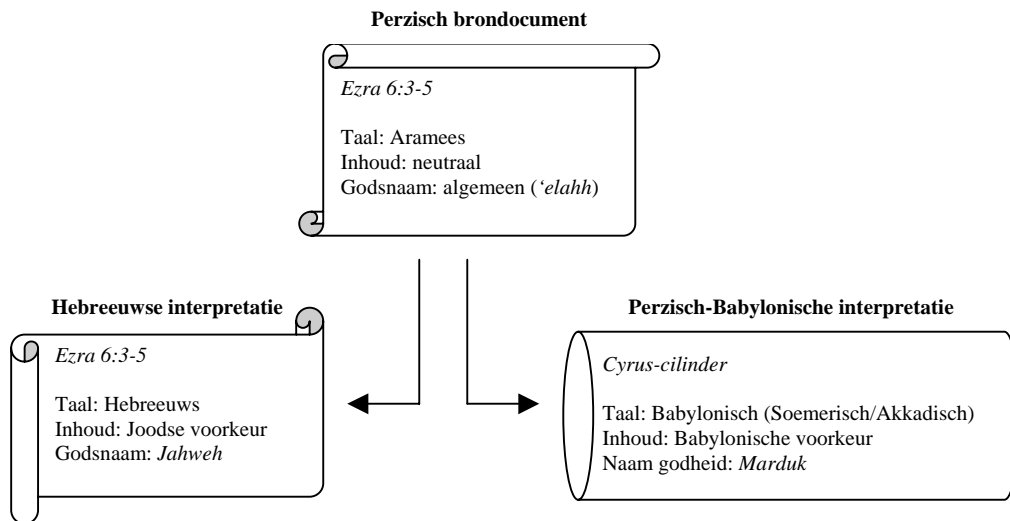 Perzisch brondocument
Ezra 6:3-5
Taal: Aramees
Inhoud: neutraal
Godsnaam: algemeen (‘elahh)
Hebreeuwse interpretatie
Ezra 6:3-5
Taal: Hebreeuws
Inhoud: Joodse voorkeur
Godsnaam: Jahweh
Perzisch-Babylonische interpretatie
Cyrus-cilinder
Taal: Babylonisch (Soemerisch/Akkadisch)
Inhoud: Babylonische voorkeur
Naam godheid: Marduk